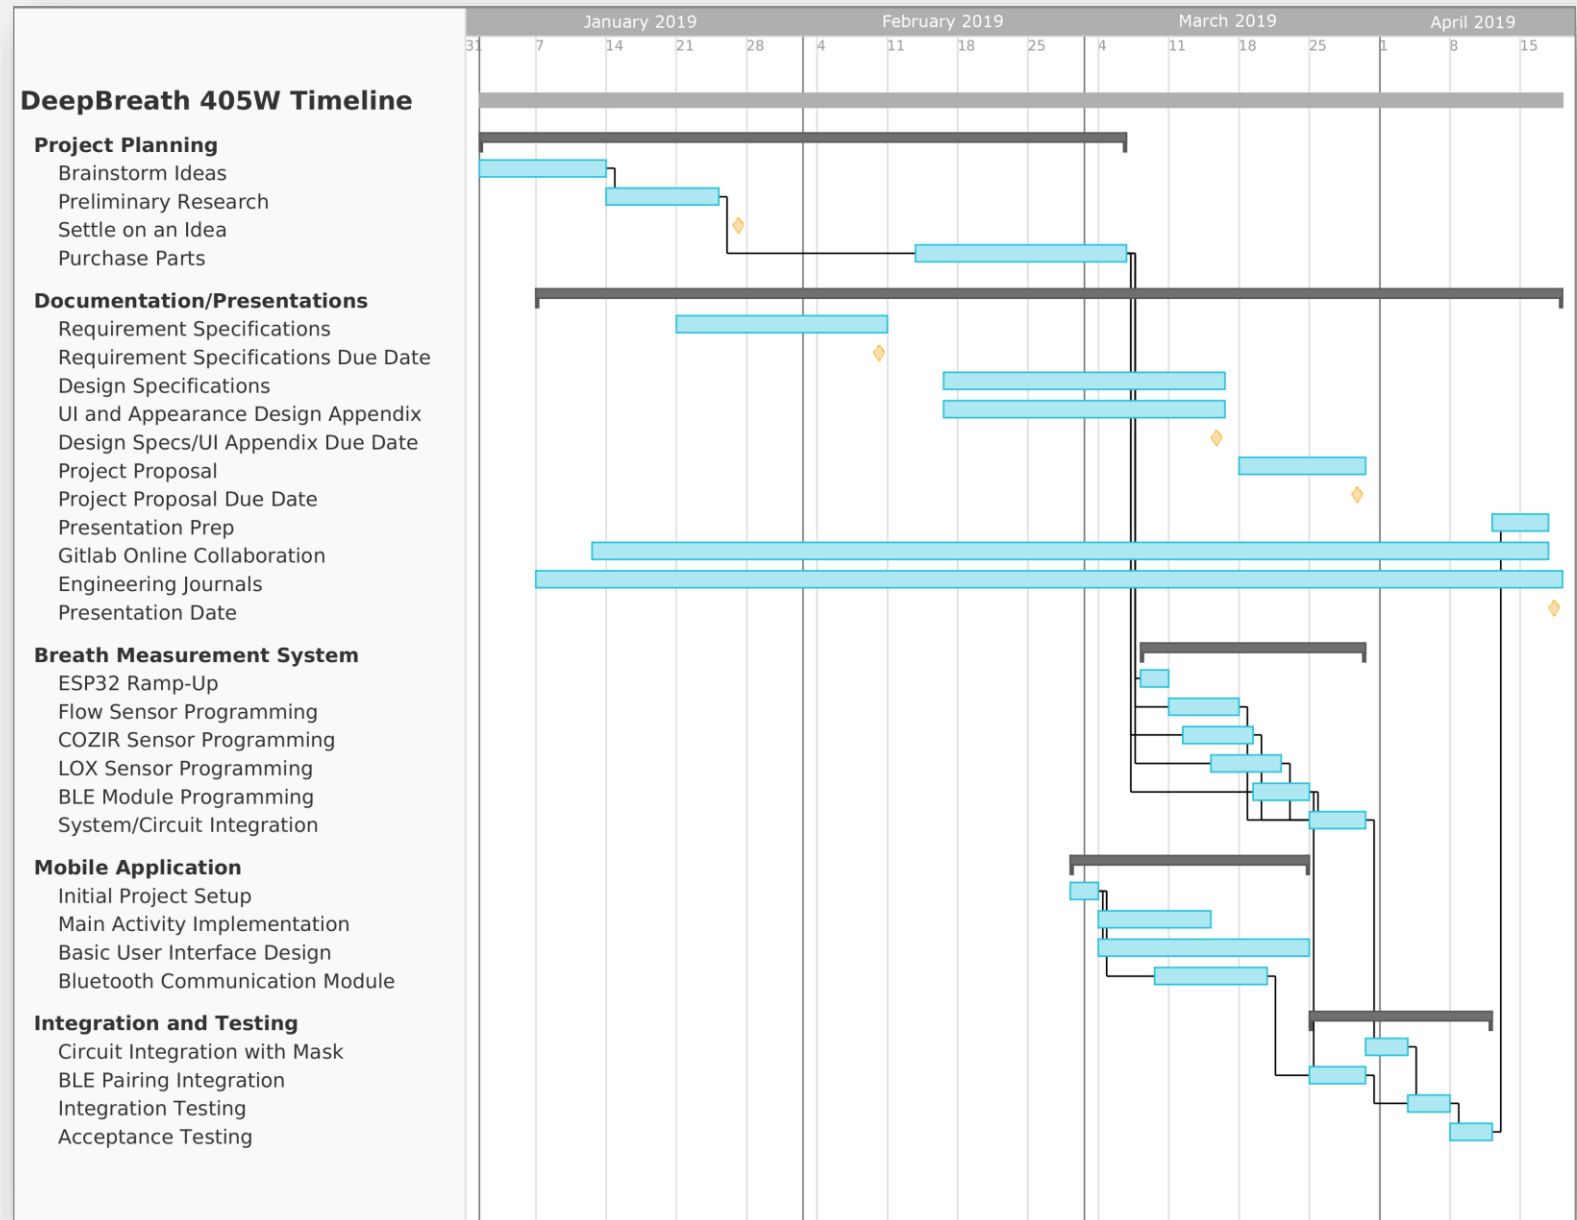 January 2019 February 2019 March 2019 April 2019
31 7 14 21 28 4 11 18 25 4 11 18 25 1 8 15
DeepBreath 405W Timeline
Project Planning
Brainstorm Ideas
Preliminary Research
Settle on an Idea
Purchase Parts
Documentation/Presentations
Requirement Specifications
Requirement Specifications Due Date
Design Specifications
UI and Appearance Design Appendix
Design Specs/UI Appendix Due Date
Project Proposal
Project Proposal Due Date
Presentation Prep
Gitlab Online Collaboration
Engineering Journals
Presentation Date
Breath Measurement System
ESP32 Ramp-Up
Flow Sensor Programming
COZIR Sensor Programming
LOX Sensor Programming
BLE Module Programming
System/Circuit Integration
Mobile Application
Initial Project Setup
Main Activity Implementation
Basic User Interface Design
Bluetooth Communication Module
Integration and Testing
Circuit Integration with Mask
BLE Pairing Integration
Integration Testing
Acceptance Testing